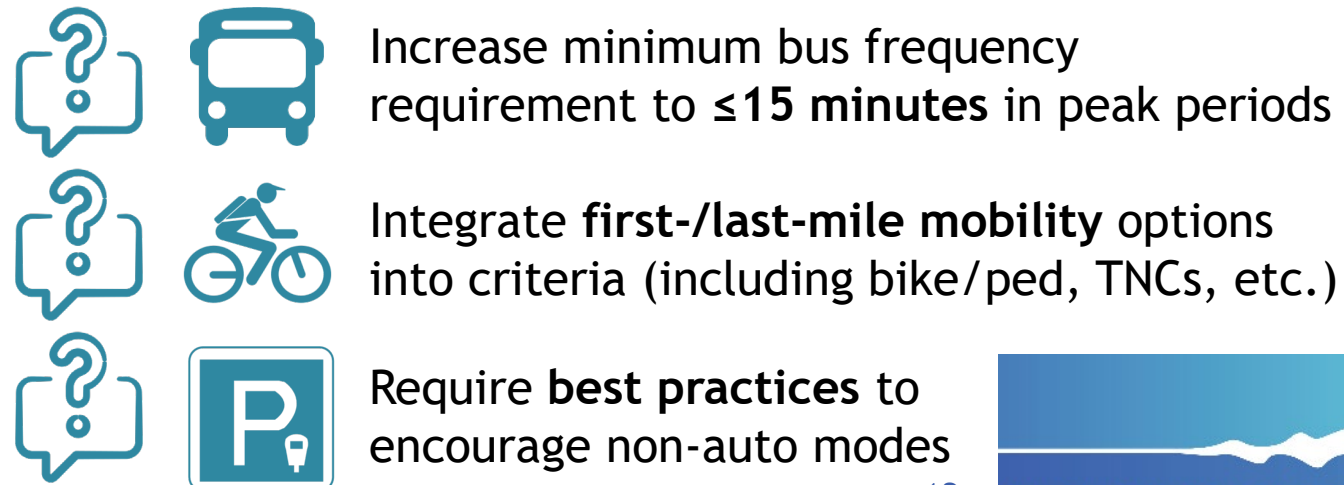 Increase minimum bus frequency
requirement to ≤15 minutes in peak periods
Integrate first-/last-mile mobility options
into criteria (including bike/ped, TNCs, etc.)
P
Require best practices to
encourage non-auto modes